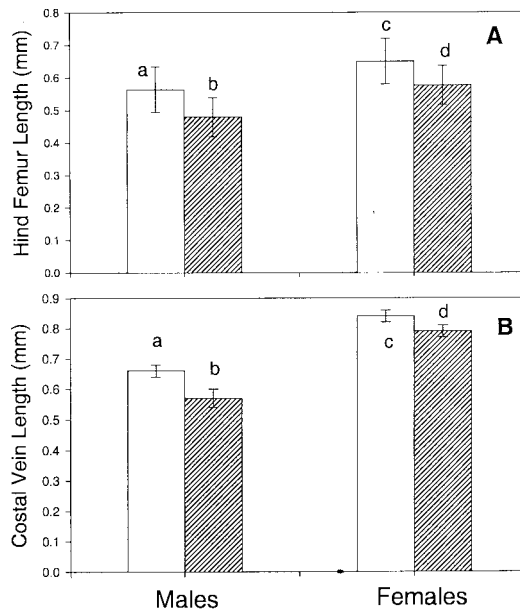 0.8
0.7
0.6
0.5
0.4
0.3
0.2
0.1
0.0
Hind Femur Length (mm)
A
a
b
c
d
0.9
0.8
0.7
0.6
0.5
0.4
0.3
0.2
0.1
0.0
Costal Vein Length (mm)
B
a
b
c
d
Males
Females